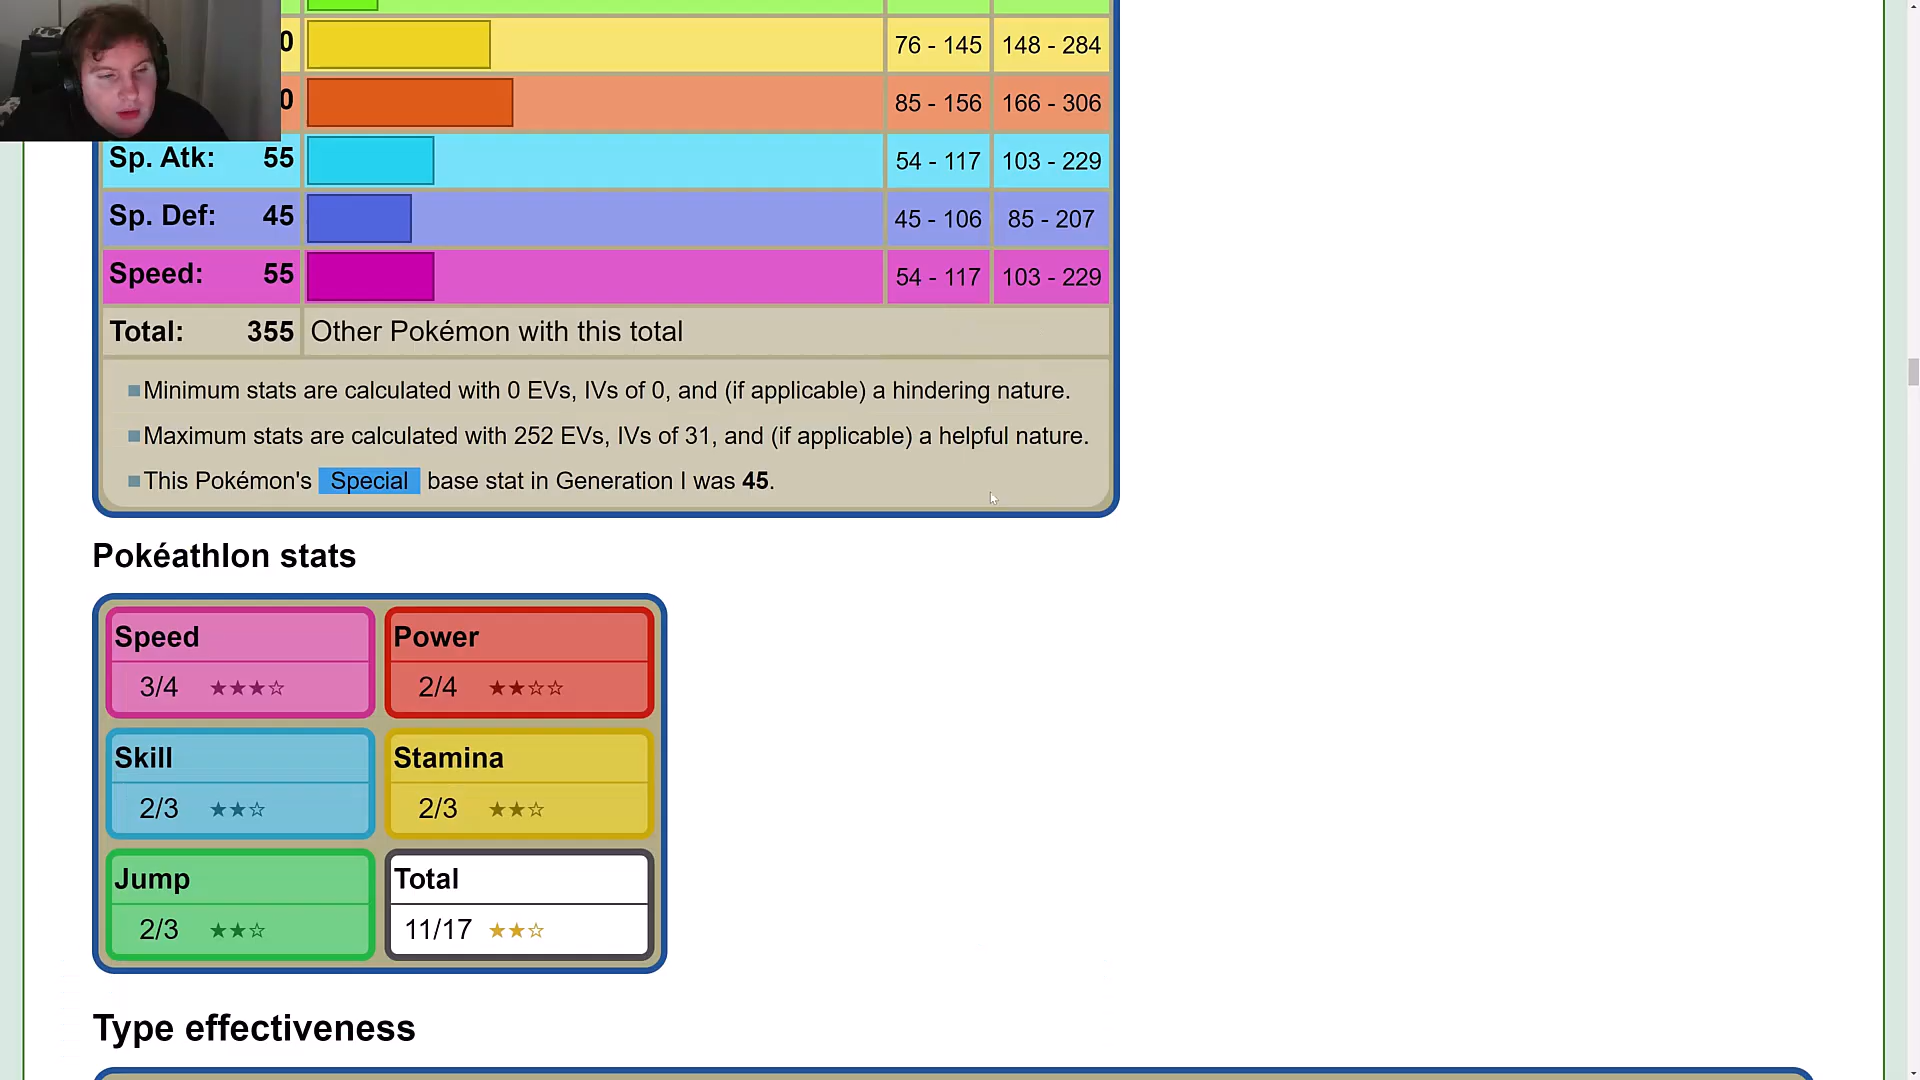 0 76 - 145 148 - 284
0 85 - 156 166 - 306
Sp. Atk: 55 54 - 117 103 - 229
Sp. Def: 45 45 - 106 85 - 207
Speed: 55 54 - 117 103 - 229
Total: 355 Other Pokémon with this total
Minimum stats are calculated with 0 EVs, IVs of 0, and (if applicable) a hindering nature.
Maximum stats are calculated with 252 EVs, IVs of 31, and (if applicable) a helpful nature.
This Pokémon's Special base stat in Generation I was 45.
Pokéathlon stats
Speed Power
3/4 ★★★☆ 2/4 ★★☆☆
Skill Stamina
2/3 ★★☆ 2/3 ★★☆
Jump Total
2/3 ★★☆ 11/17 ★★☆
Type effectiveness